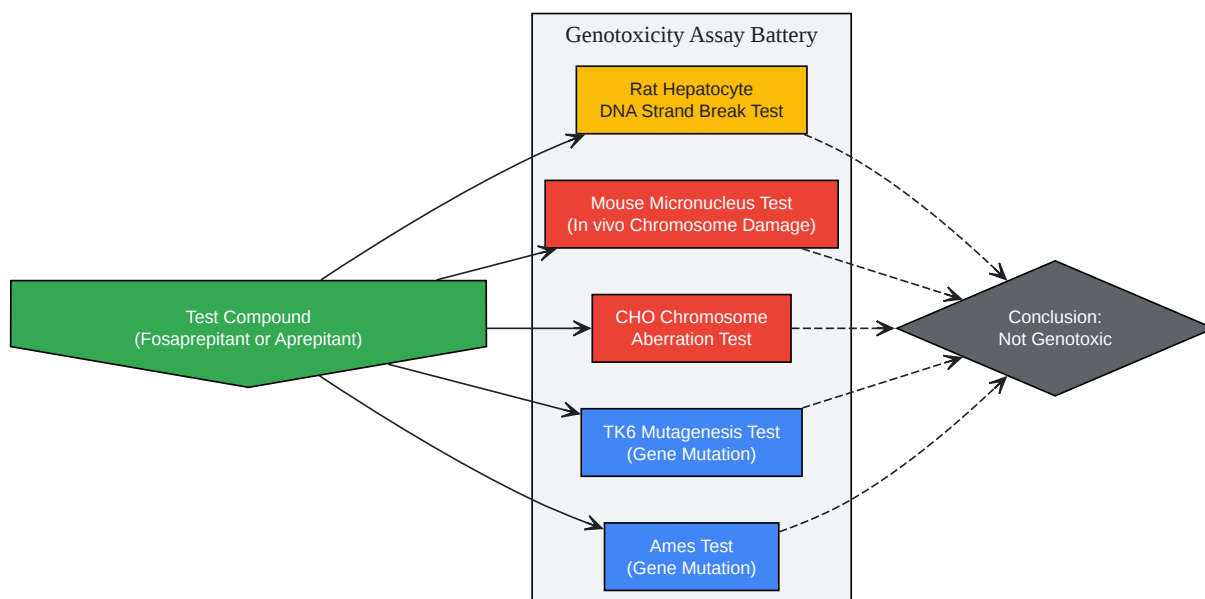 Genotoxicity Assay Battery
Rat Hepatocyte
DNA Strand Break Test
Mouse Micronucleus Test
(In vivo Chromosome Damage)
Test Compound
(Fosaprepitant or Aprepitant)
CHO Chromosome
Aberration Test
Conclusion:
Not Genotoxic
TK6 Mutagenesis Test
(Gene Mutation)
Ames Test
(Gene Mutation)